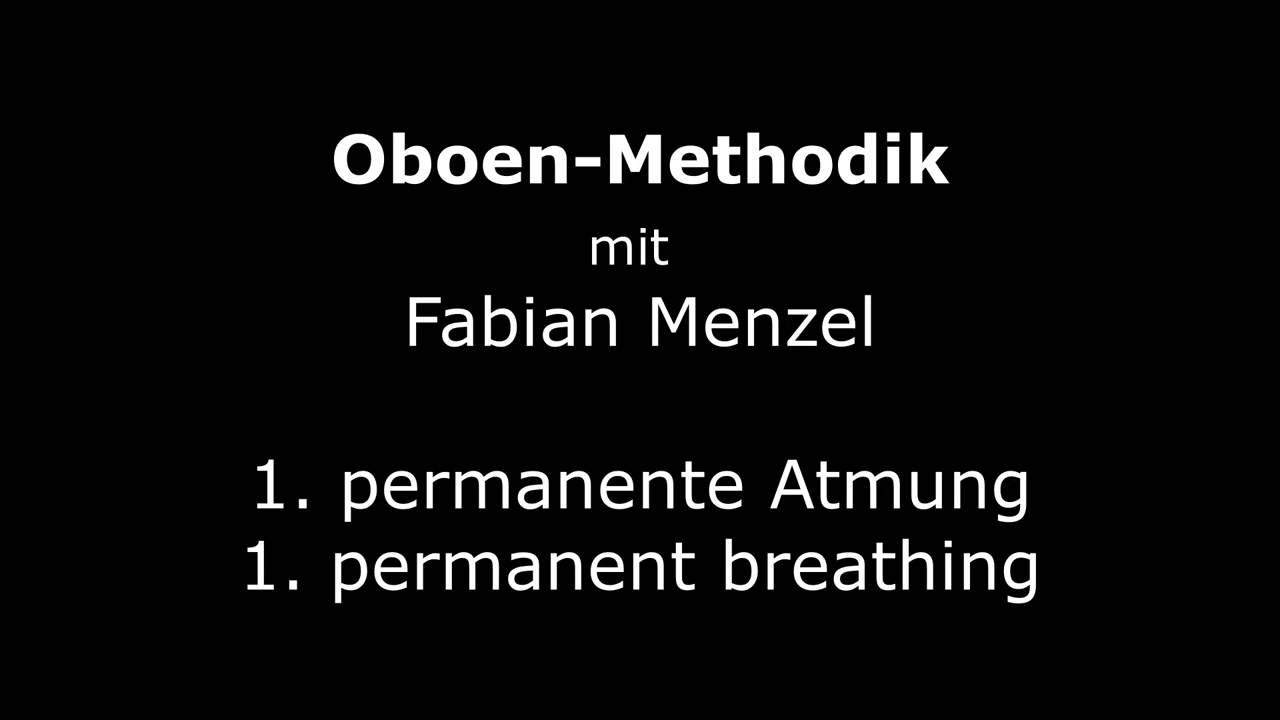 Oboen-Methodik
mit
Fabian Menzel
1. permanente Atmung
1. permanent breathing